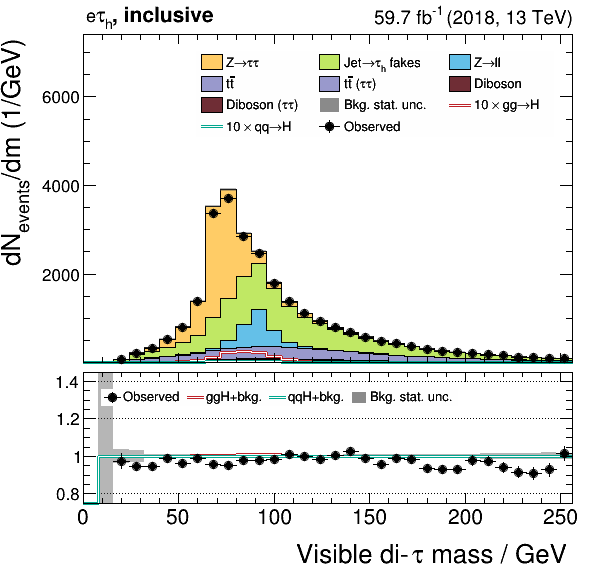 eτₕ, inclusive 59.7 fb⁻¹ (2018, 13 TeV)
dN_events/dm (1/GeV)
6000
4000
2000
Z→ττ Jet→τₕ fakes Z→ll
tt̄ tt̄ (ττ) Diboson
Diboson (ττ) Bkg. stat. unc. 10 × gg→H
10 × qq→H Observed
1.4
1.2
1
0.8
Observed ggH+bkg. qqH+bkg. Bkg. stat. unc.
0 50 100 150 200 250
Visible di-τ mass / GeV